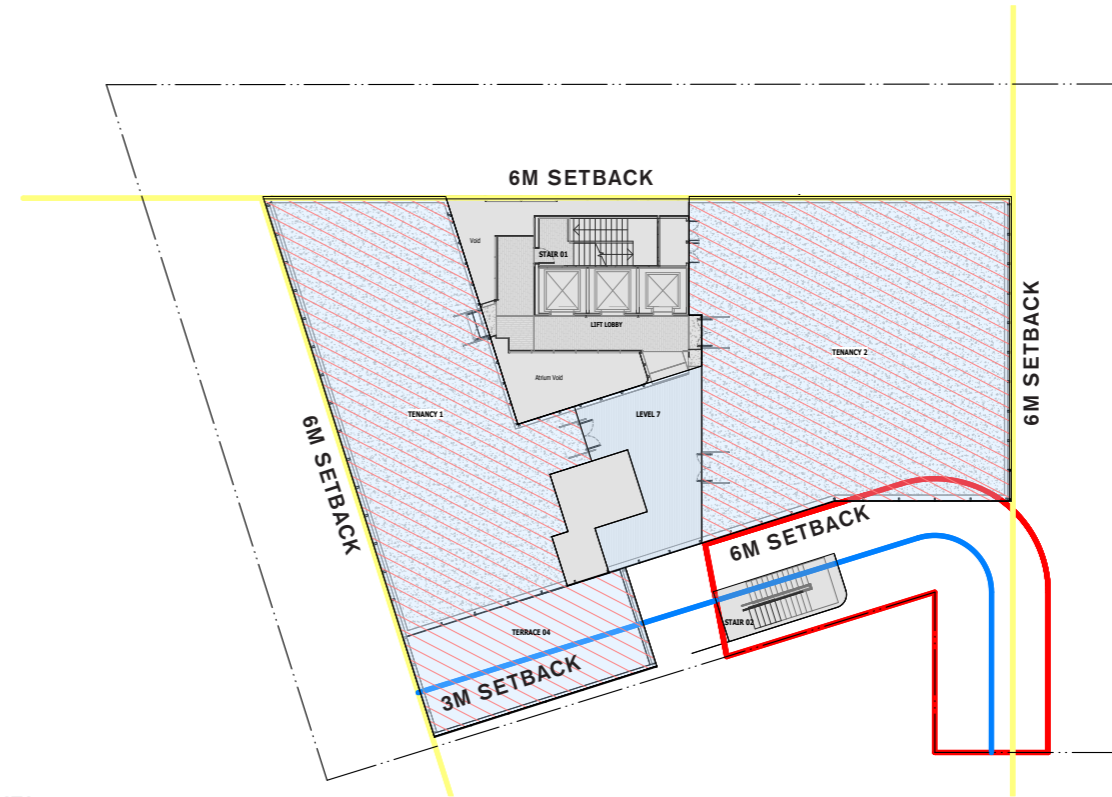 6M SETBACK
Void
STAIR 01
LIFT LOBBY
6M SETBACK
TENANCY 2
Atrium Void
TENANCY 1
LEVEL 7
6M SETBACK
6M SETBACK
STAIR 02
TERRACE 04
3M SETBACK